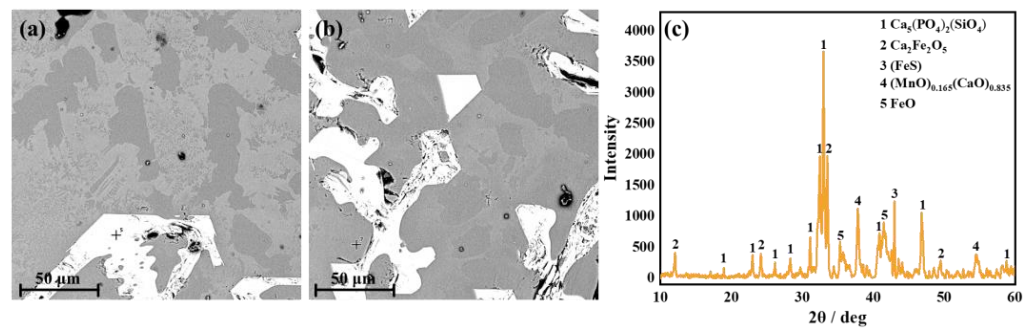 (a)
5
50 μm
(b)
50 μm
(c)
1 Ca₅(PO₄)₂(SiO₄)
2 Ca₂Fe₂O₅
3 (FeS)
4 (MnO)₀.₁₆₅(CaO)₀.₈₃₅
5 FeO
Intensity
4000
3500
3000
2500
2000
1500
1000
500
0
2 1 1 2 1 1 1 1 1 2 5 4 1 5 3 1 2 4 1
10 20 30 40 50 60
2θ / deg